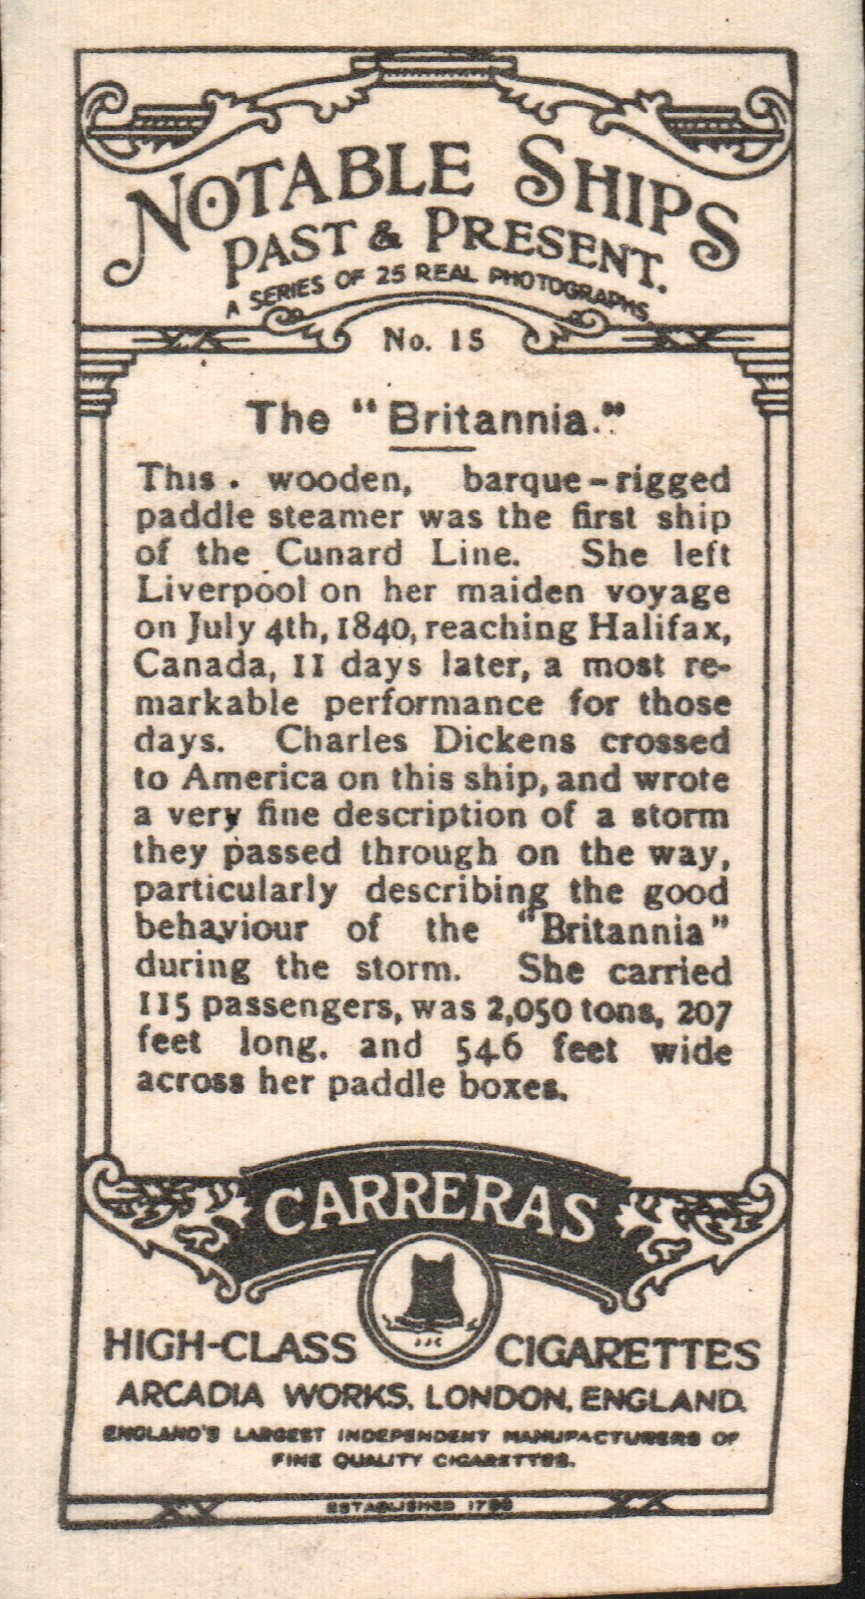 NOTABLE SHIPS
PAST & PRESENT.
A SERIES OF 25 REAL PHOTOGRAPHS.
No. 15
The "Britannia."
This . wooden, barque-rigged
paddle steamer was the first ship
of the Cunard Line. She left
Liverpool on her maiden voyage
on July 4th, 1840, reaching Halifax,
Canada, 11 days later, a most re-
markable performance for those
days. Charles Dickens crossed
to America on this ship, and wrote
a very fine description of a storm
they passed through on the way,
particularly describing the good
behaviour of the "Britannia"
during the storm. She carried
115 passengers, was 2,050 tons, 207
feet long, and 54.6 feet wide
across her paddle boxes.
CARRERAS
JJC
HIGH-CLASS CIGARETTES
ARCADIA WORKS, LONDON, ENGLAND.
ENGLAND'S LARGEST INDEPENDENT MANUFACTURERS OF
FINE QUALITY CIGARETTES.
ESTABLISHED 1788